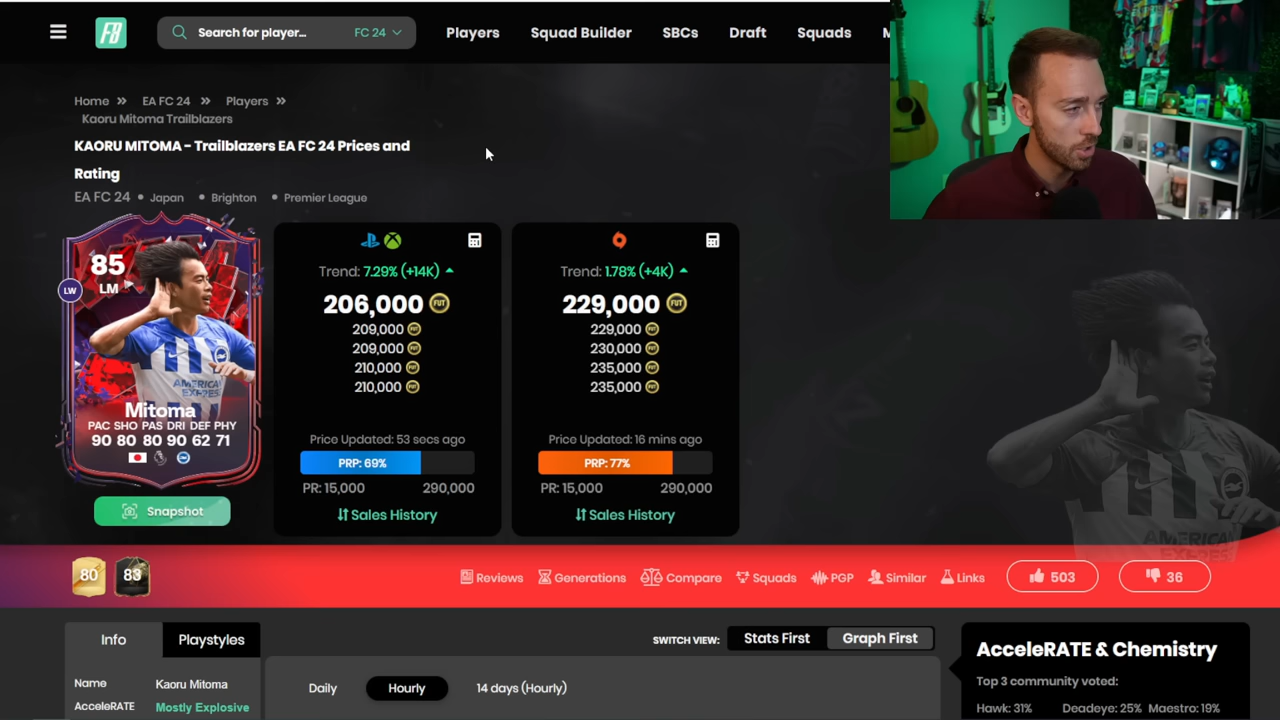 FB
Search for player...
FC 24
Players
Squad Builder
SBCs
Draft
Squads
M
Home » EA FC 24 » Players »
Kaoru Mitoma Trailblazers
KAORU MITOMA - Trailblazers EA FC 24 Prices and
Rating
EA FC 24 • Japan • Brighton • Premier League
85
LM
LW
AMERICAN
EXPRESS
Mitoma
PAC SHO PAS DRI DEF PHY
90 80 80 90 62 71
Snapshot
Trend: 7.29% (+14K)
206,000 FUT
209,000
209,000
210,000
210,000
Price Updated: 53 secs ago
PRP: 69%
PR: 15,000 290,000
Sales History
Trend: 1.78% (+4K)
229,000 FUT
229,000
230,000
235,000
235,000
Price Updated: 16 mins ago
PRP: 77%
PR: 15,000 290,000
Sales History
80
83
Reviews
Generations
Compare
Squads
PGP
Similar
Links
503
36
Info
Playstyles
SWITCH VIEW:
Stats First
Graph First
Name Kaoru Mitoma
AcceleRATE Mostly Explosive
Daily
Hourly
14 days (Hourly)
AcceleRATE & Chemistry
Top 3 community voted:
Hawk: 31% Deadeye: 25% Maestro: 19%